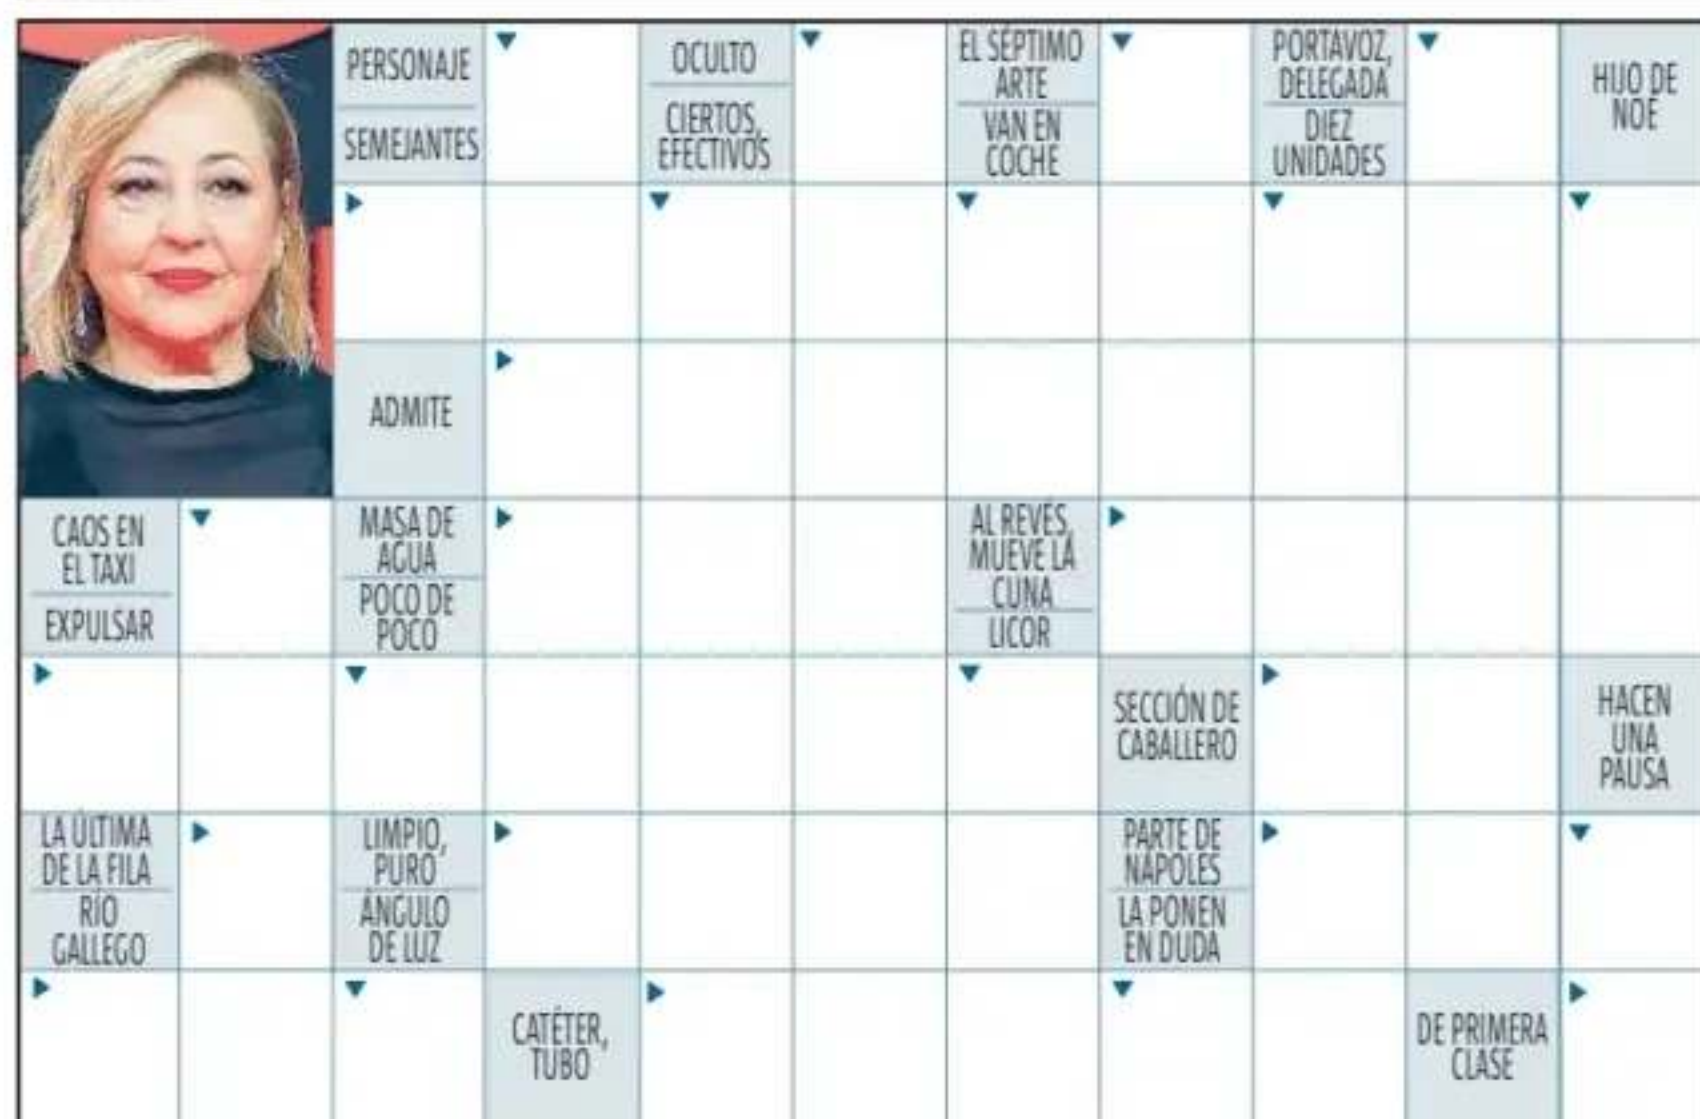 PERSONAJE
SEMEJANTES
OCULTO
CIERTOS,
EFECTIVOS
EL SÉPTIMO
ARTE
VAN EN
COCHE
PORTAVOZ,
DELEGADA
DIEZ
UNIDADES
HIJO DE
NOÉ
ADMITE
CAOS EN
EL TAXI
EXPULSAR
MASA DE
AGUA
POCO DE
POCO
AL REVÉS,
MUEVE LA
CUNA
LICOR
SECCIÓN DE
CABALLERO
HACEN
UNA
PAUSA
LA ÚLTIMA
DE LA FILA
RÍO
GALLEGO
LIMPIO,
PURO
ÁNGULO
DE LUZ
PARTE DE
NÁPOLES
LA PONEN
EN DUDA
CATÉTER,
TUBO
DE PRIMERA
CLASE